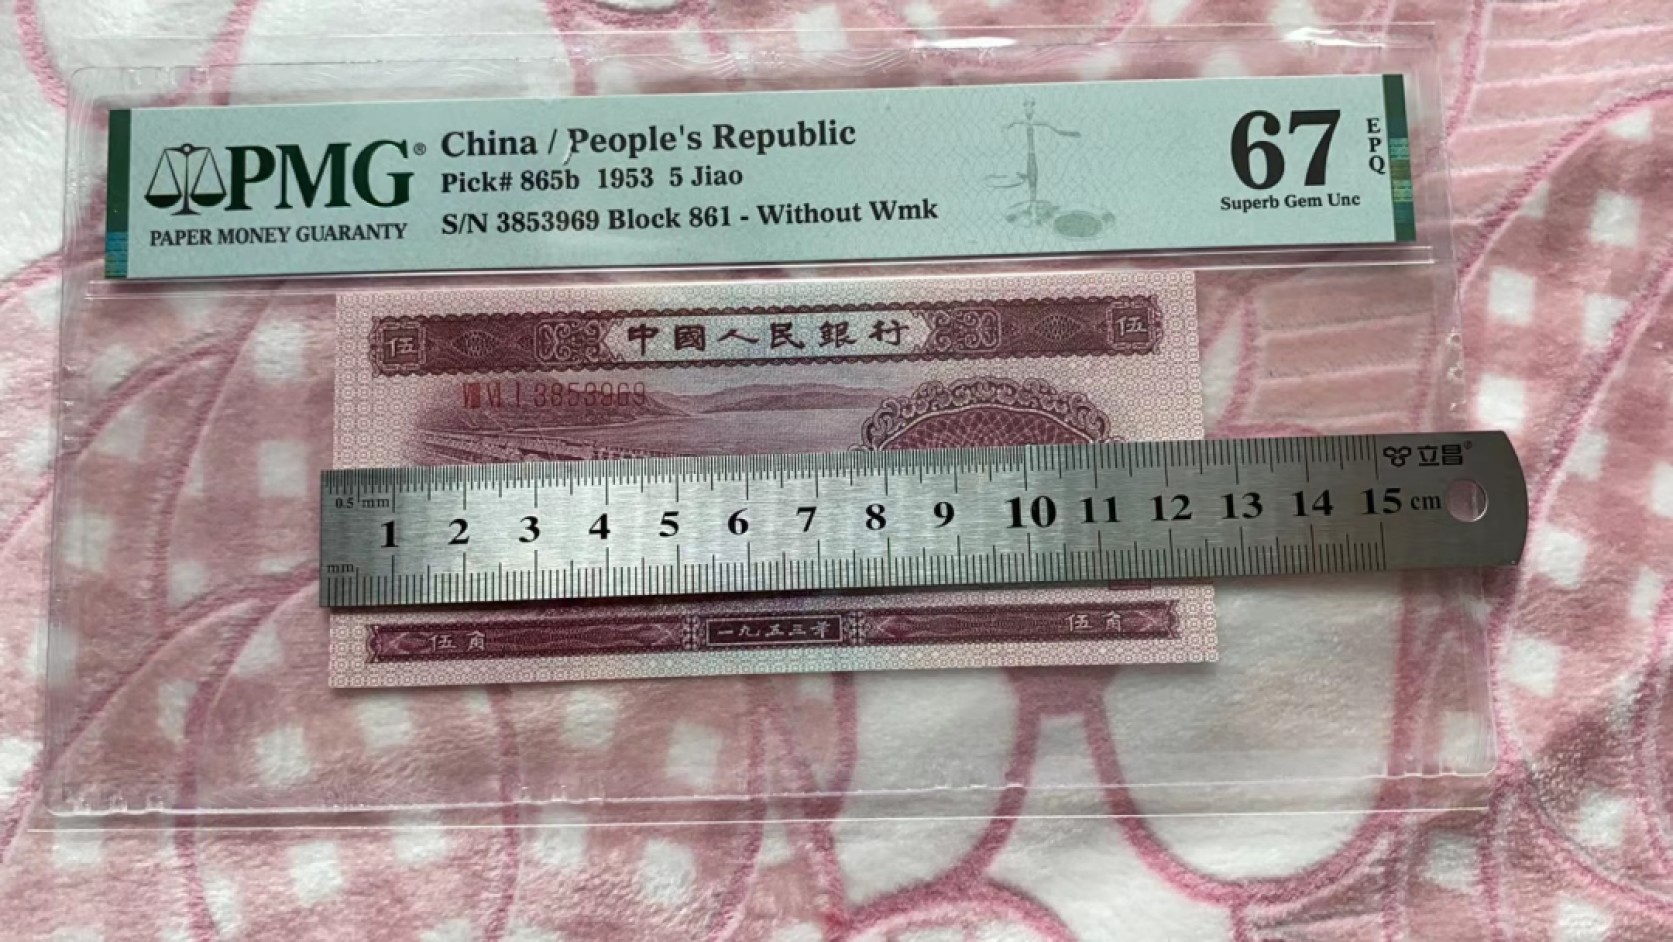 PMG®
PAPER MONEY GUARANTY
China / People's Republic
Pick# 865b 1953 5 Jiao
S/N 3853969 Block 861 - Without Wmk
67
EPQ
Superb Gem Unc
伍 中國人民銀行 伍
VIII VI I 3853969
0.5 mm
立昌®
1 2 3 4 5 6 7 8 9 10 11 12 13 14 15 cm
mm
伍角 一九五三年 伍角